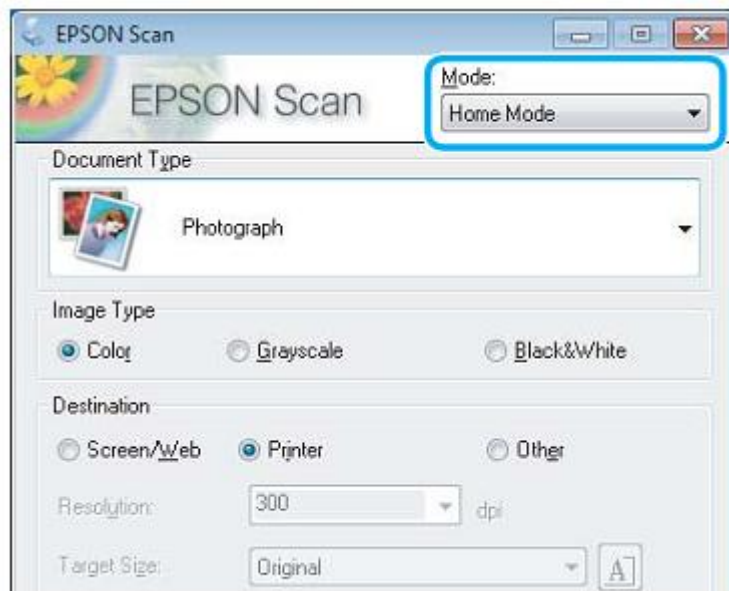 EPSON Scan
EPSON Scan
Mode:
Home Mode
Document Type
Photograph
Image Type
Color Grayscale Black&White
Destination
Screen/Web Printer Other
Resolution: 300 dpi
Target Size: Original A